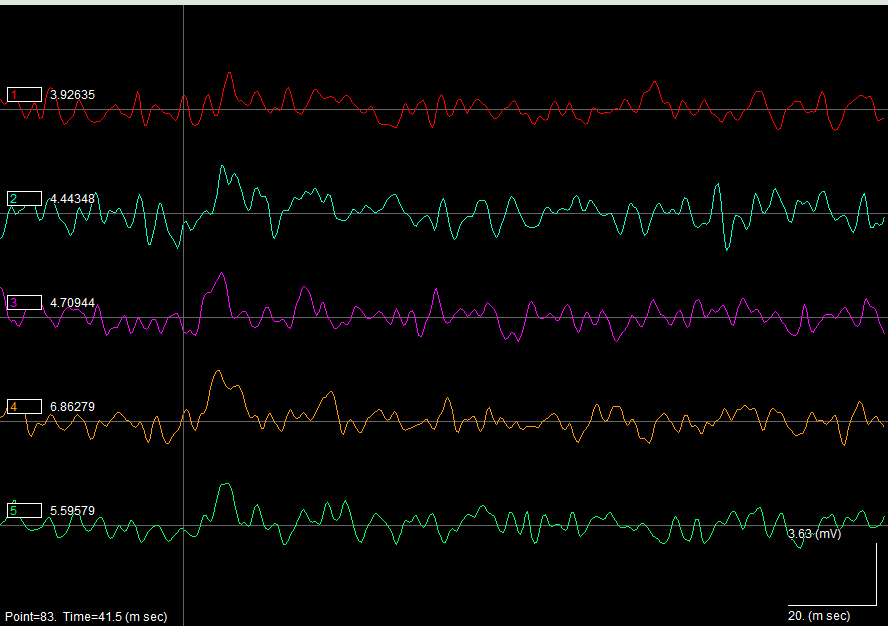 1 3.92635
2 4.44348
3 4.70944
4 6.86279
5 5.59579
3.63 (mV)
Point=83. Time=41.5 (m sec)
20. (m sec)